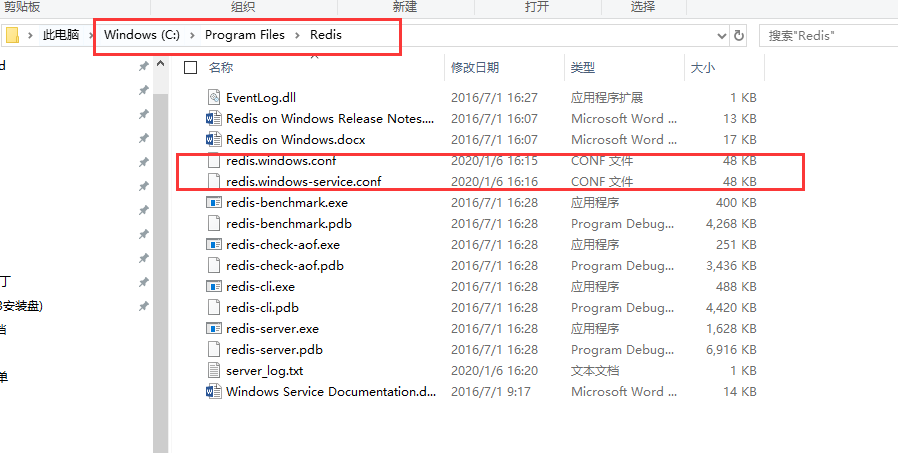 剪贴板 组织 新建 打开 选择
此电脑 Windows (C:) Program Files Redis 搜索"Redis"
名称 修改日期 类型 大小
EventLog.dll 2016/7/1 16:27 应用程序扩展 1 KB
Redis on Windows Release Notes.... 2016/7/1 16:07 Microsoft Word ... 13 KB
Redis on Windows.docx 2016/7/1 16:07 Microsoft Word ... 17 KB
redis.windows.conf 2020/1/6 16:15 CONF 文件 48 KB
redis.windows-service.conf 2020/1/6 16:16 CONF 文件 48 KB
redis-benchmark.exe 2016/7/1 16:28 应用程序 400 KB
redis-benchmark.pdb 2016/7/1 16:28 Program Debug... 4,268 KB
redis-check-aof.exe 2016/7/1 16:28 应用程序 251 KB
redis-check-aof.pdb 2016/7/1 16:28 Program Debug... 3,436 KB
丁
redis-cli.exe 2016/7/1 16:28 应用程序 488 KB
安装盘)
redis-cli.pdb 2016/7/1 16:28 Program Debug... 4,420 KB
redis-server.exe 2016/7/1 16:28 应用程序 1,628 KB
redis-server.pdb 2016/7/1 16:28 Program Debug... 6,916 KB
server_log.txt 2020/1/6 16:20 文本文档 1 KB
单
Windows Service Documentation.d... 2016/7/1 9:17 Microsoft Word ... 14 KB